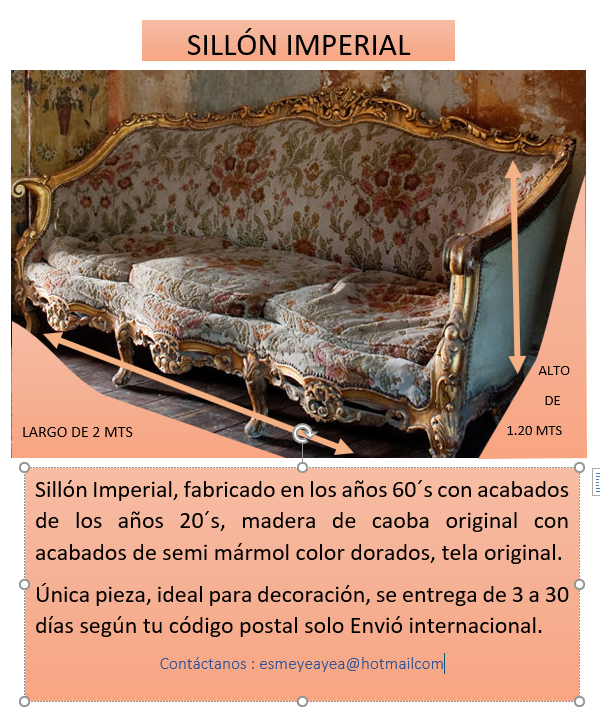 SILLÓN IMPERIAL
ALTO
DE
1.20 MTS
LARGO DE 2 MTS
Sillón Imperial, fabricado en los años 60´s con acabados
de los años 20´s, madera de caoba original con
acabados de semi mármol color dorados, tela original.
Única pieza, ideal para decoración, se entrega de 3 a 30
días según tu código postal solo Envió internacional.
Contáctanos : esmeyeayea@hotmailcom